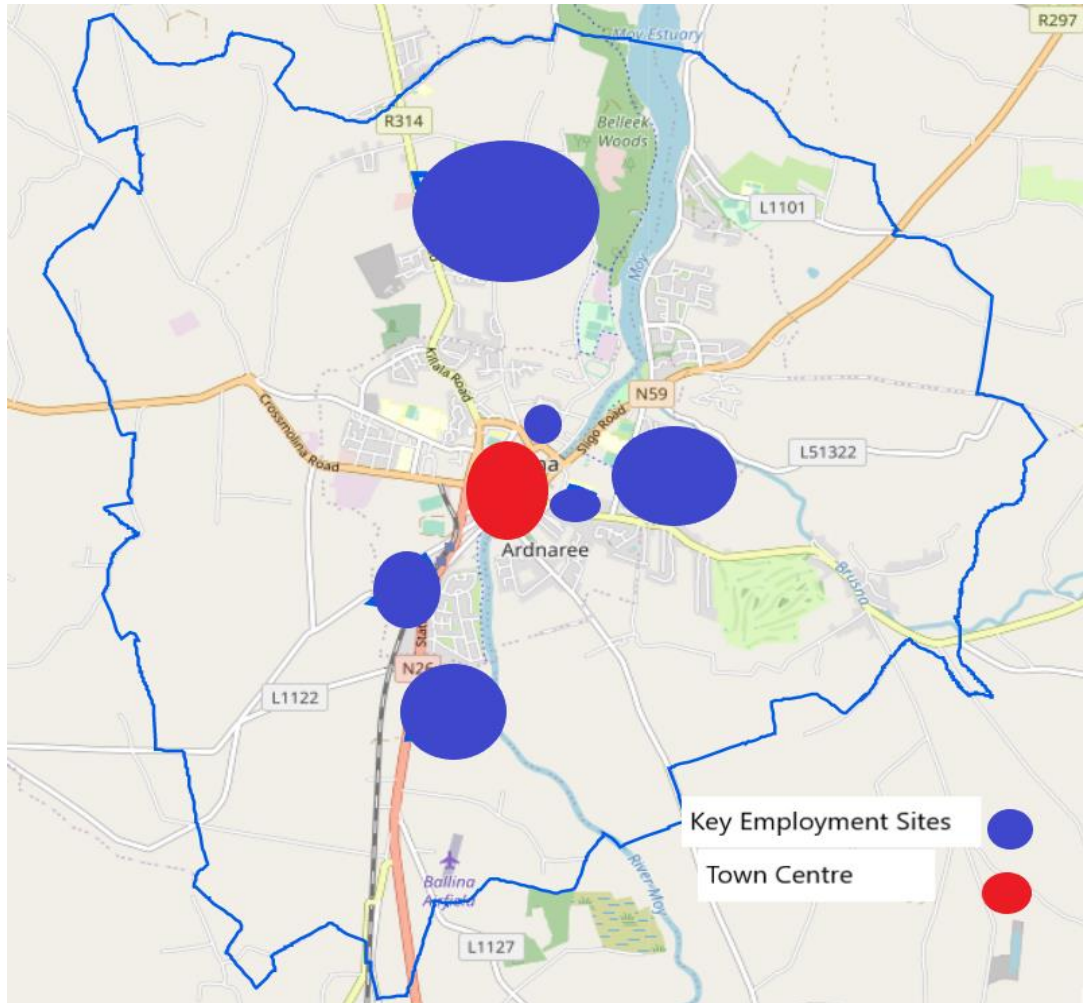 R297
Moy Estuary
R314
Belleek
Woods
L1101
Moy
Killala Road
N59
Sligo Road
Crossmolina Road
L51322
Ardnaree
Brusna
N26
L1122
Key Employment Sites
Town Centre
Ballina
Airfield
River Moy
L1127